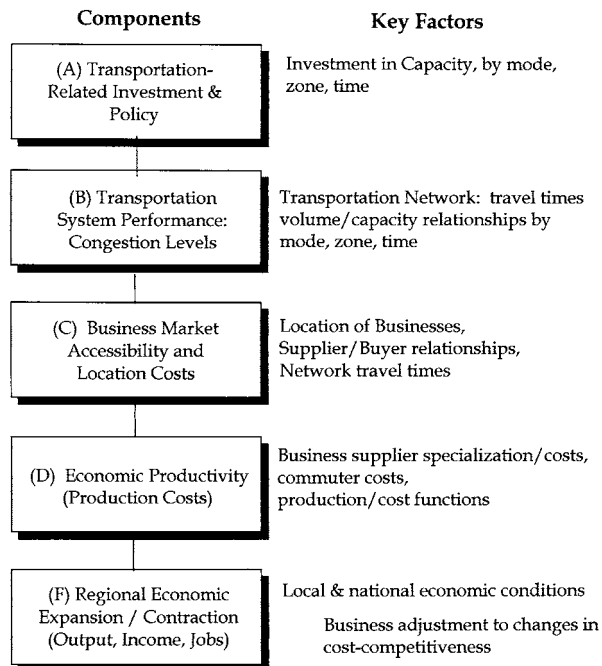 Components
Key Factors
(A) Transportation-
Related Investment &
Policy
Investment in Capacity, by mode,
zone, time
(B) Transportation
System Performance:
Congestion Levels
Transportation Network: travel times
volume/capacity relationships by
mode, zone, time
(C) Business Market
Accessibility and
Location Costs
Location of Businesses,
Supplier/Buyer relationships,
Network travel times
(D) Economic Productivity
(Production Costs)
Business supplier specialization/costs,
commuter costs,
production/cost functions
(F) Regional Economic
Expansion / Contraction
(Output, Income, Jobs)
Local & national economic conditions
Business adjustment to changes in
cost-competitiveness